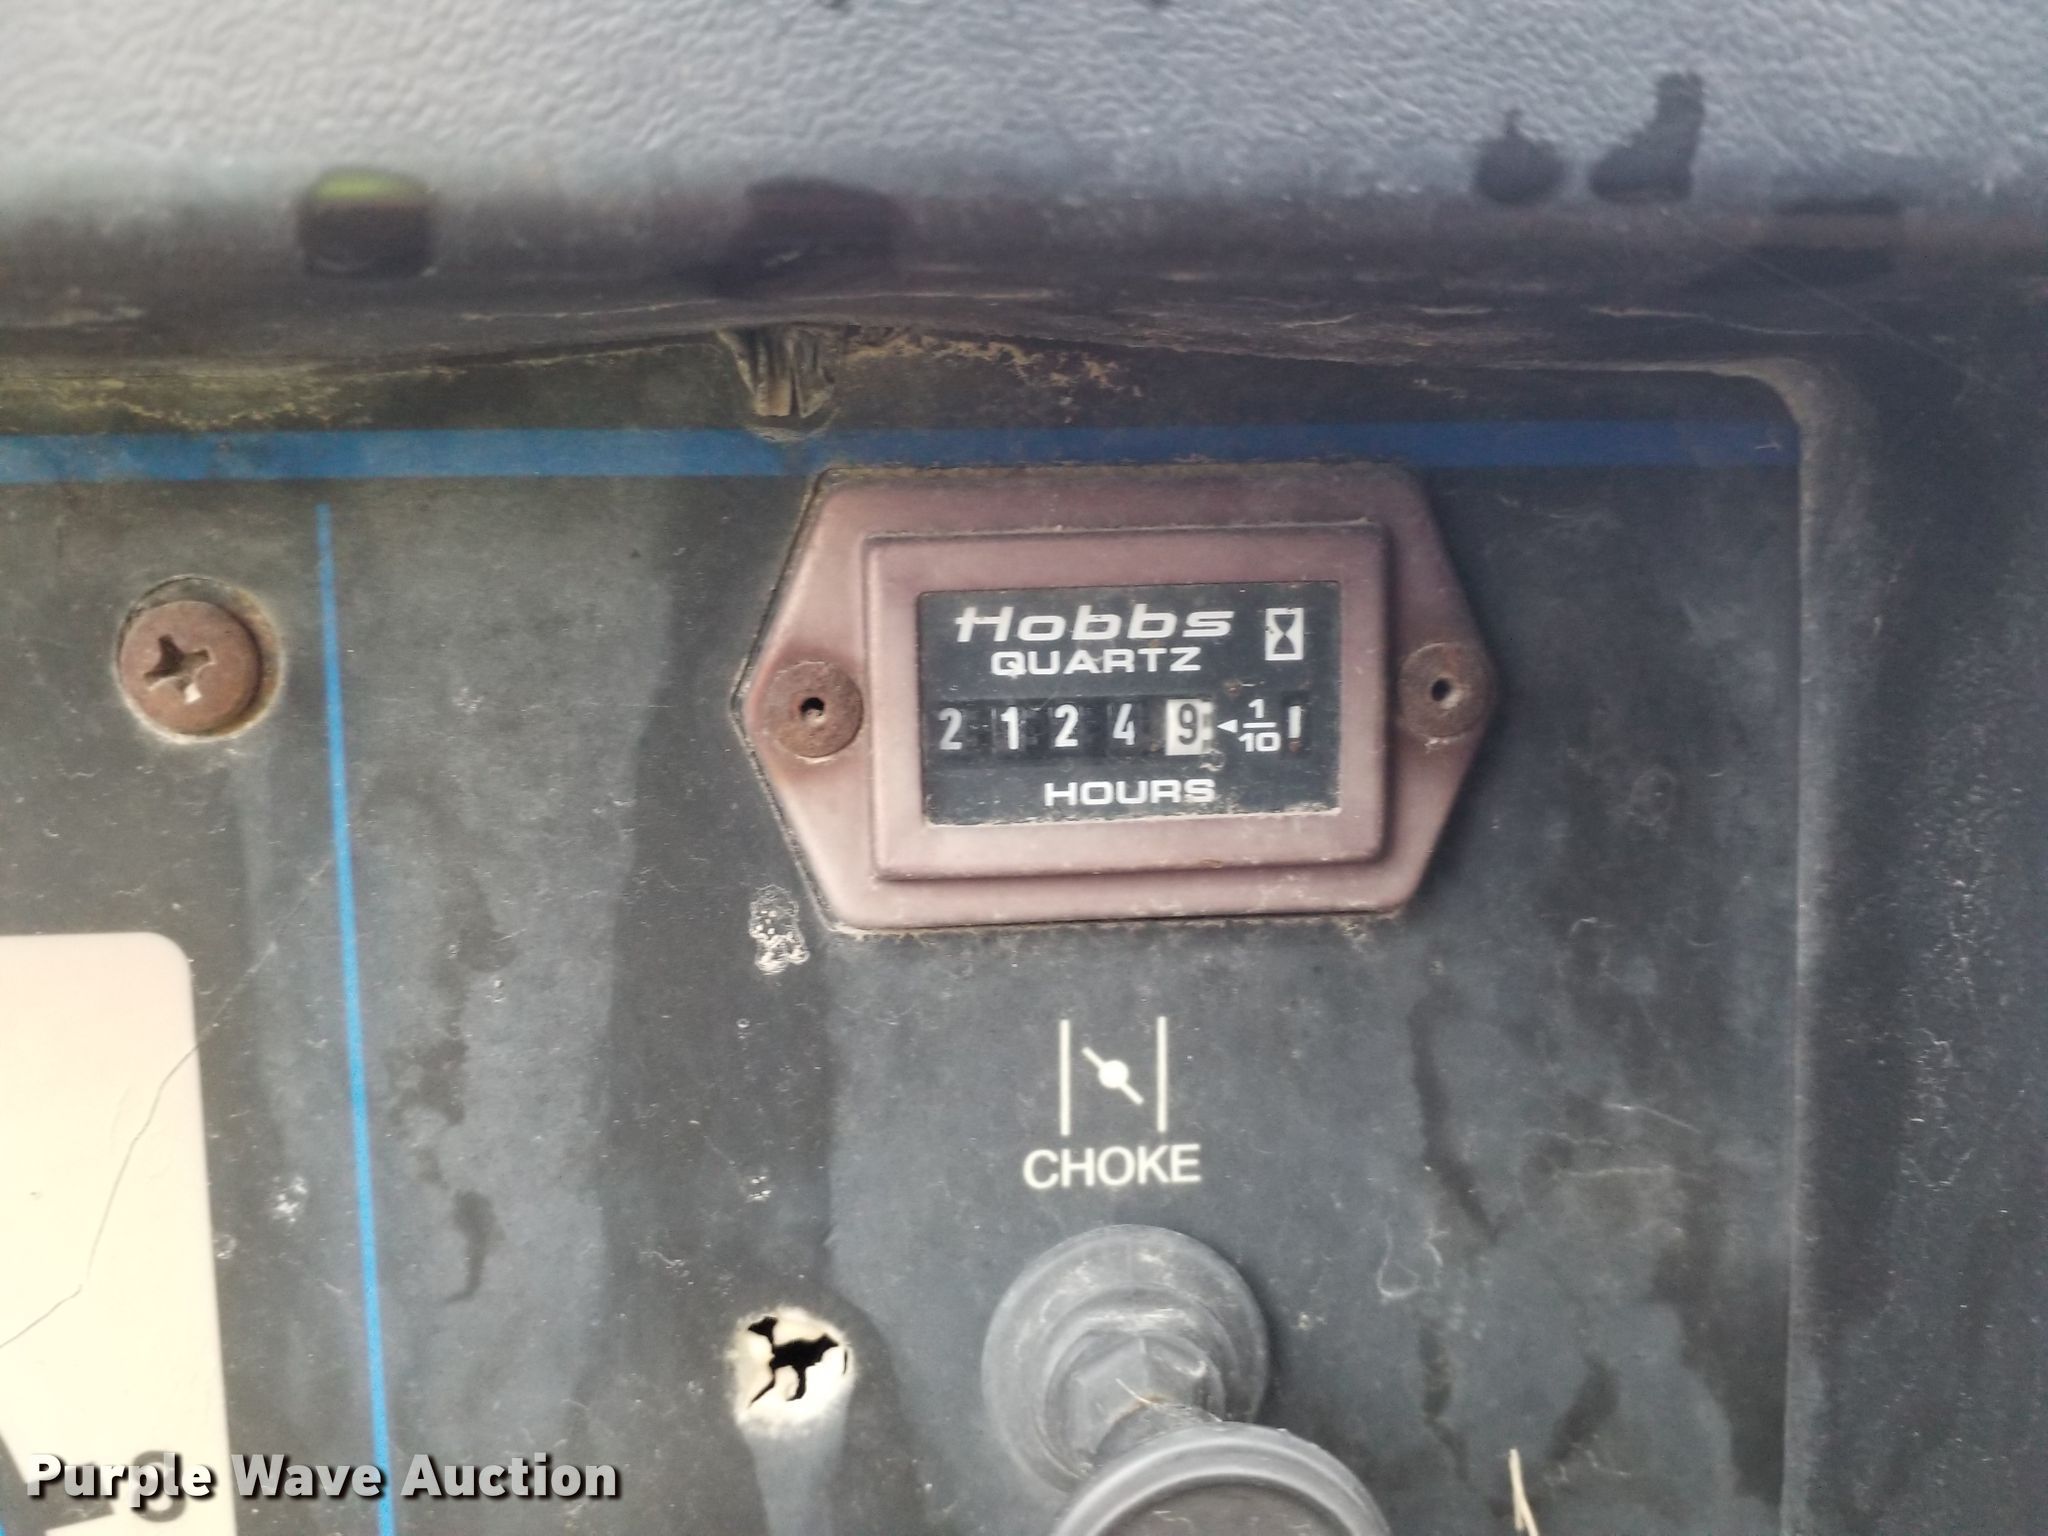 Hobbs
QUARTZ
2 1 2 4 9 ◄ 1/10
HOURS
CHOKE
Purple Wave Auction